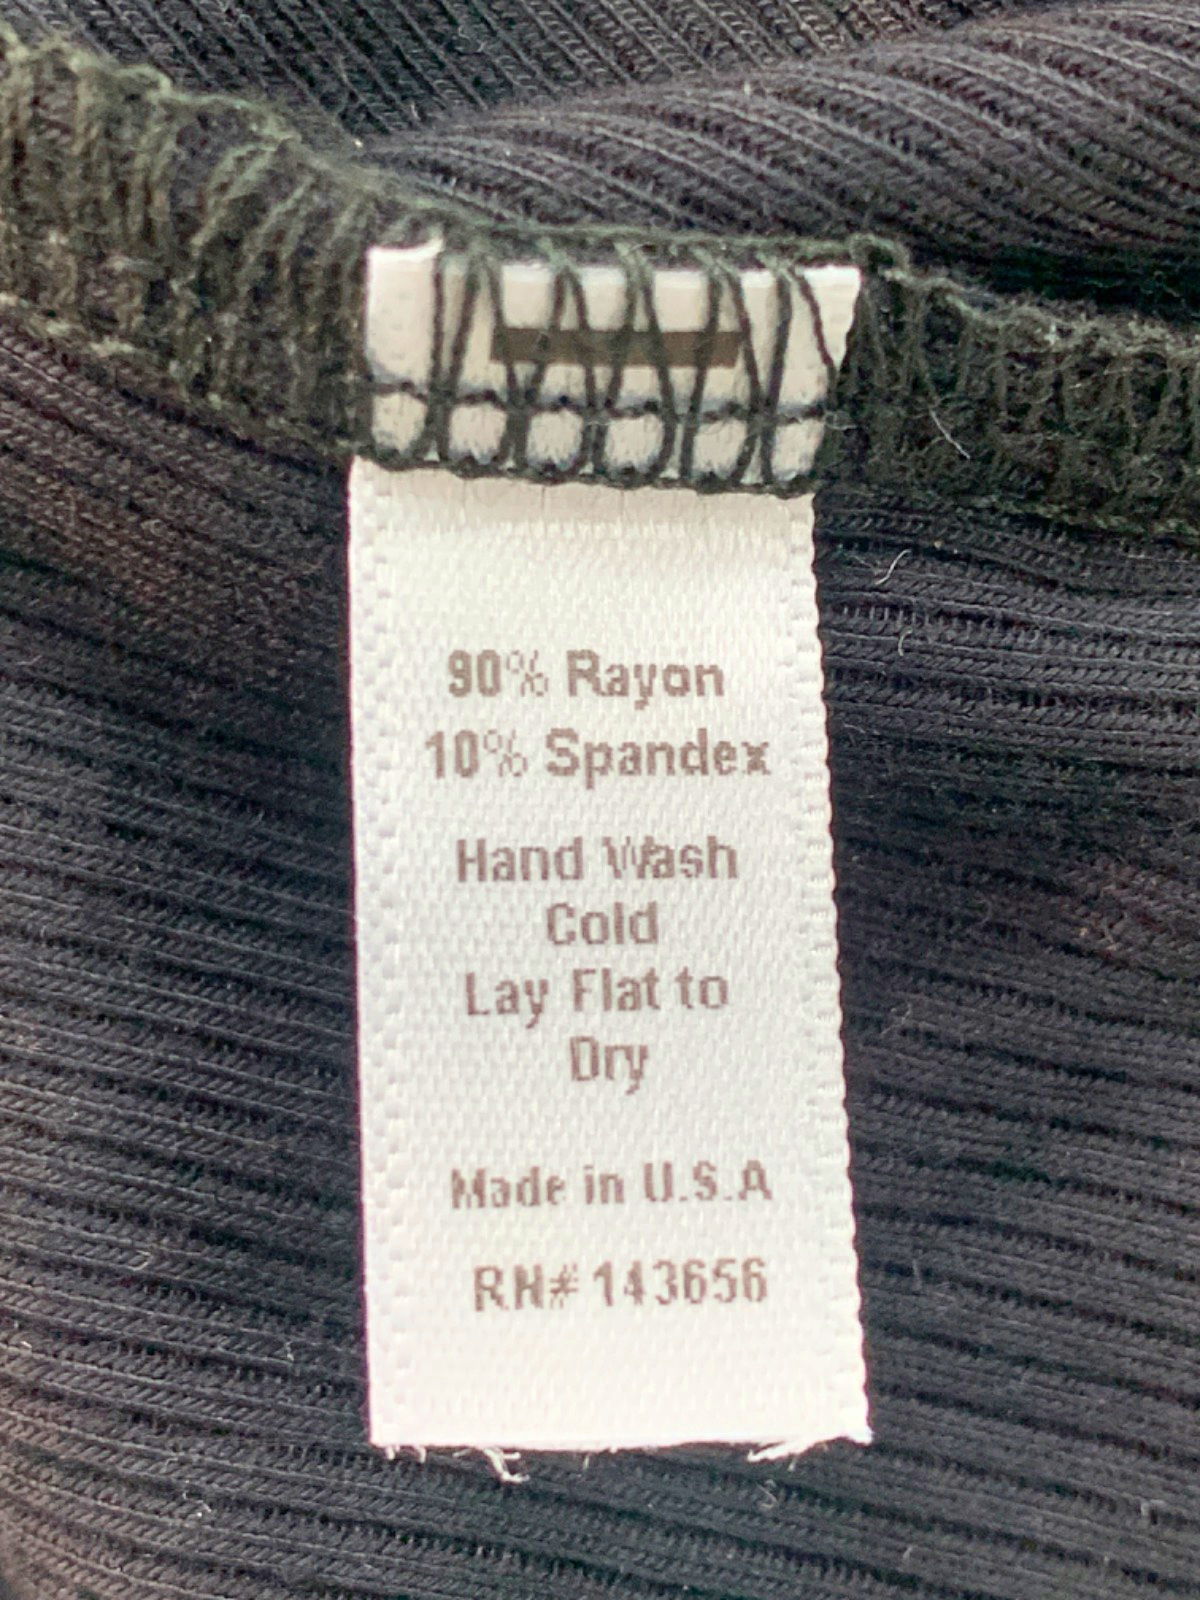 90% Rayon
10% Spandex
Hand Wash
Cold
Lay Flat to
Dry
Made in U.S.A
RN# 143656